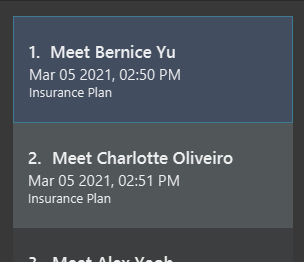 1. Meet Bernice Yu
Mar 05 2021, 02:50 PM
Insurance Plan
2. Meet Charlotte Oliveiro
Mar 05 2021, 02:51 PM
Insurance Plan
3. Meet Alex Yeoh